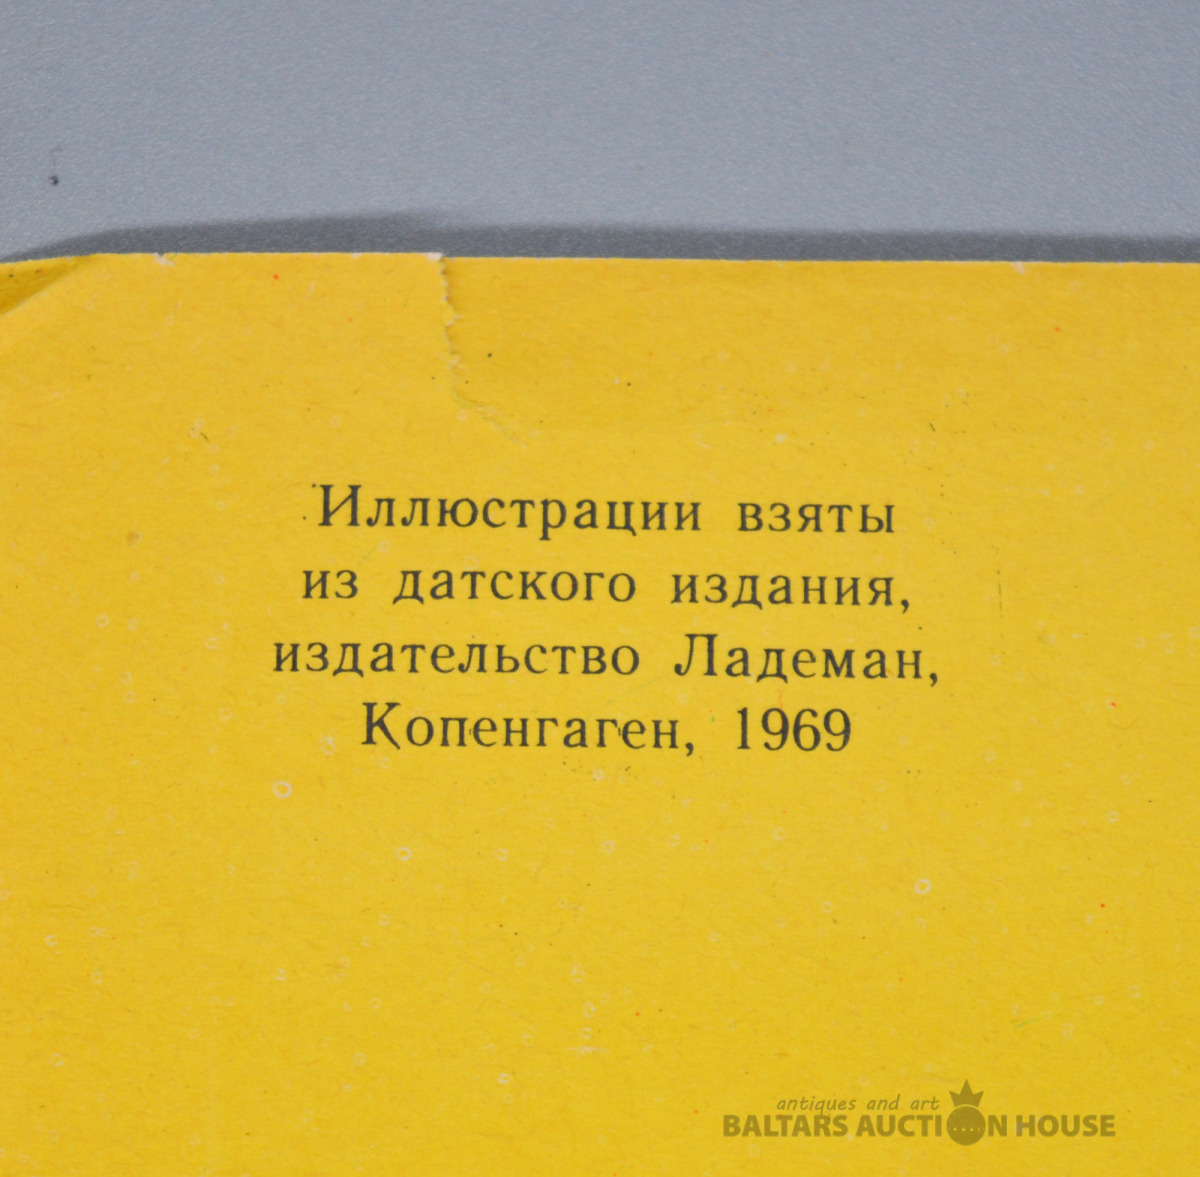 Иллюстрации взяты
из датского издания,
издательство Ладеман,
Копенгаген, 1969
antiques and art
BALTARS AUCTION HOUSE